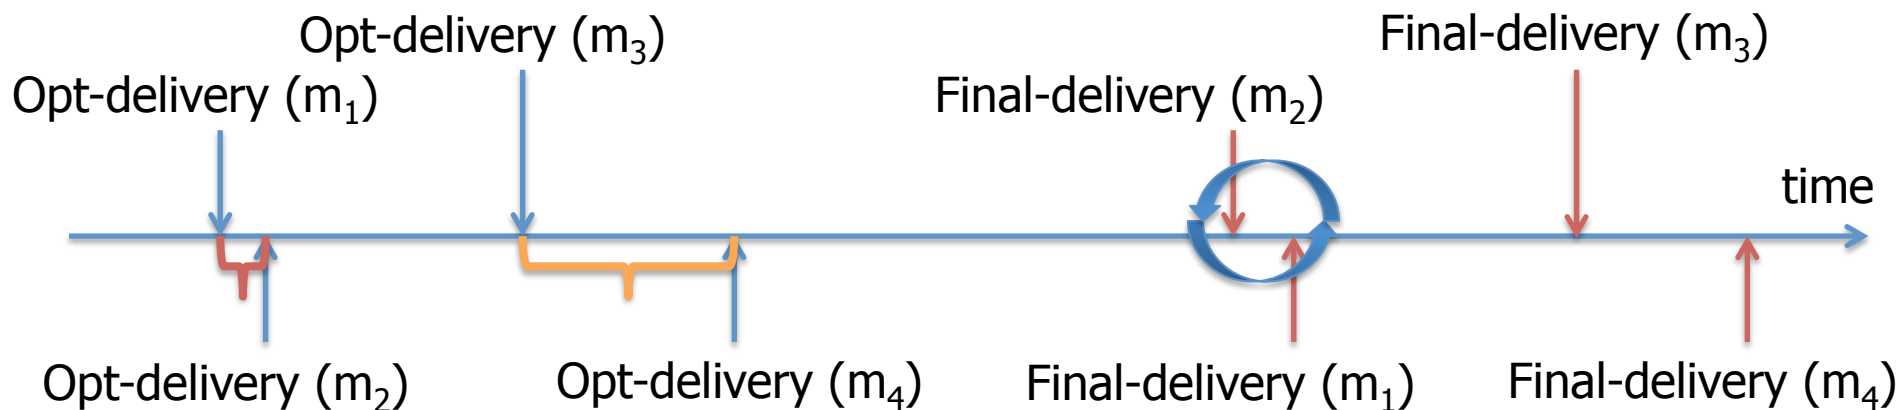 Opt-delivery (m₃)
Final-delivery (m₃)
Opt-delivery (m₁)
Final-delivery (m₂)
time
Opt-delivery (m₂)
Opt-delivery (m₄)
Final-delivery (m₁)
Final-delivery (m₄)